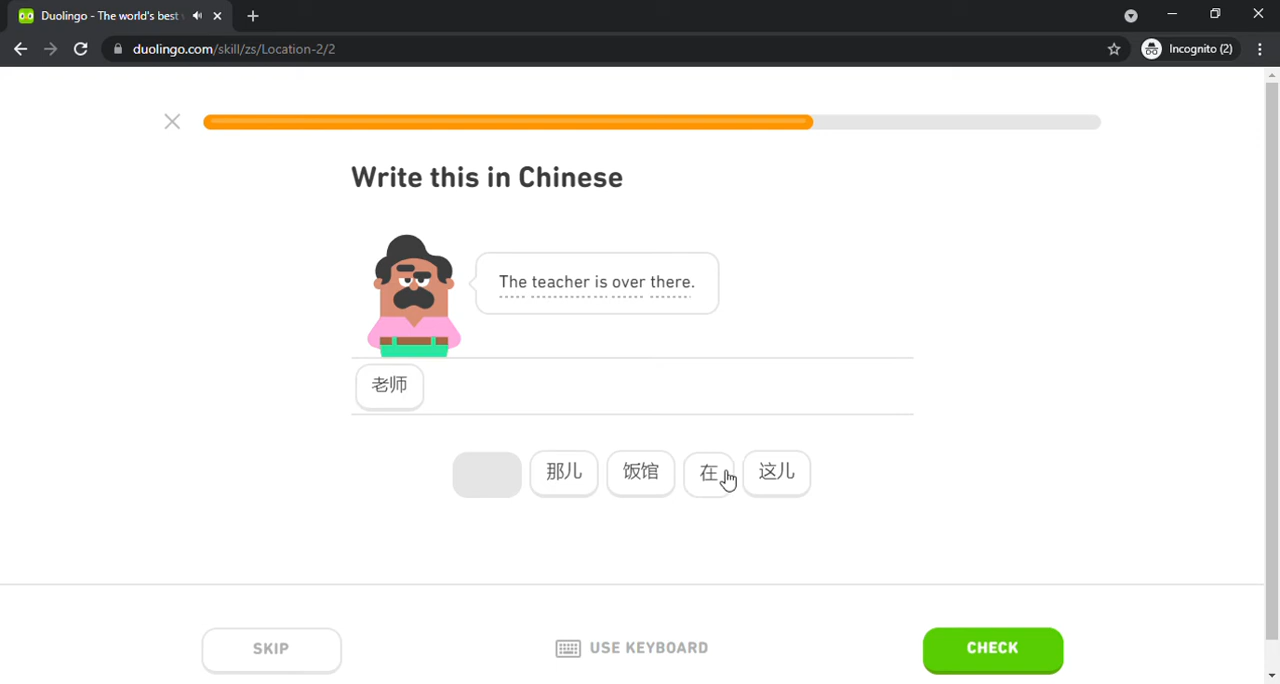 Duolingo - The world's best
duolingo.com/skill/zs/Location-2/2
Incognito (2)
Write this in Chinese
The teacher is over there.
老师
那儿 饭馆 在 这儿
SKIP
USE KEYBOARD
CHECK